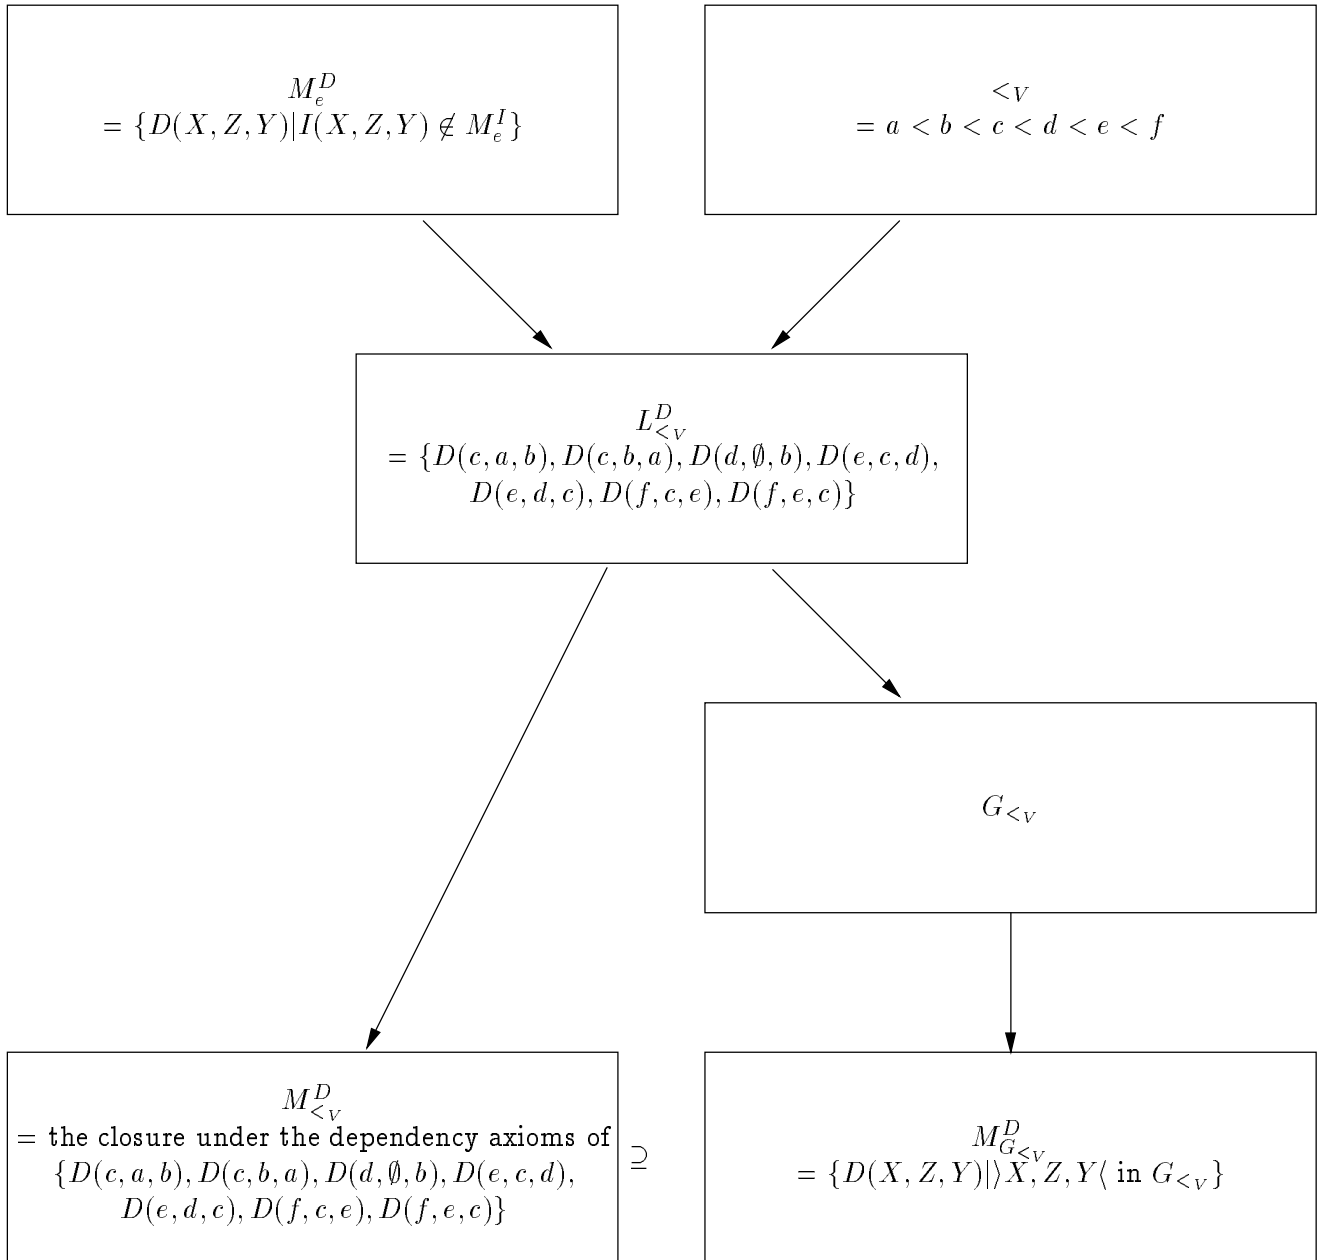 M_e^D
= {D(X, Z, Y)|I(X, Z, Y) ∉ M_e^I}
<_V
= a < b < c < d < e < f
L_{<_V}^D
= {D(c, a, b), D(c, b, a), D(d, ∅, b), D(e, c, d),
D(e, d, c), D(f, c, e), D(f, e, c)}
G_{<_V}
M_{<_V}^D
= the closure under the dependency axioms of
{D(c, a, b), D(c, b, a), D(d, ∅, b), D(e, c, d),
D(e, d, c), D(f, c, e), D(f, e, c)}
⊇
M_{G_{<_V}}^D
= {D(X, Z, Y)|⟩X, Z, Y⟨ in G_{<_V}}